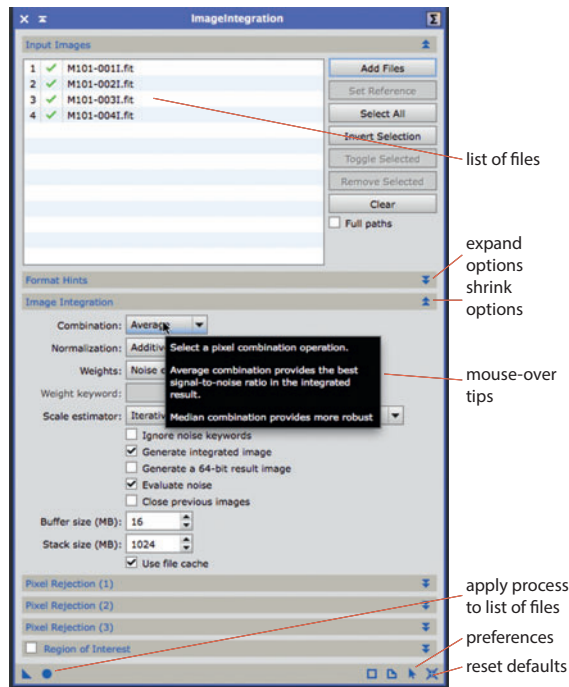 ImageIntegration
Σ
Input Images
1 M101-001I.fit
2 M101-002I.fit
3 M101-003I.fit
4 M101-004I.fit
Add Files
Set Reference
Select All
Invert Selection
Toggle Selected
Remove Selected
Clear
Full paths
list of files
Format Hints
expand
options
Image Integration
shrink
options
Combination: Average
Normalization: Additiv
Weights: Noise e
Weight keyword:
Scale estimator: Iterativ
Select a pixel combination operation.
Average combination provides the best
signal-to-noise ratio in the integrated
result.
Median combination provides more robust
mouse-over
tips
Ignore noise keywords
Generate integrated image
Generate a 64-bit result image
Evaluate noise
Close previous images
Buffer size (MB): 16
Stack size (MB): 1024
Use file cache
Pixel Rejection (1)
Pixel Rejection (2)
Pixel Rejection (3)
Region of Interest
apply process
to list of files
preferences
reset defaults